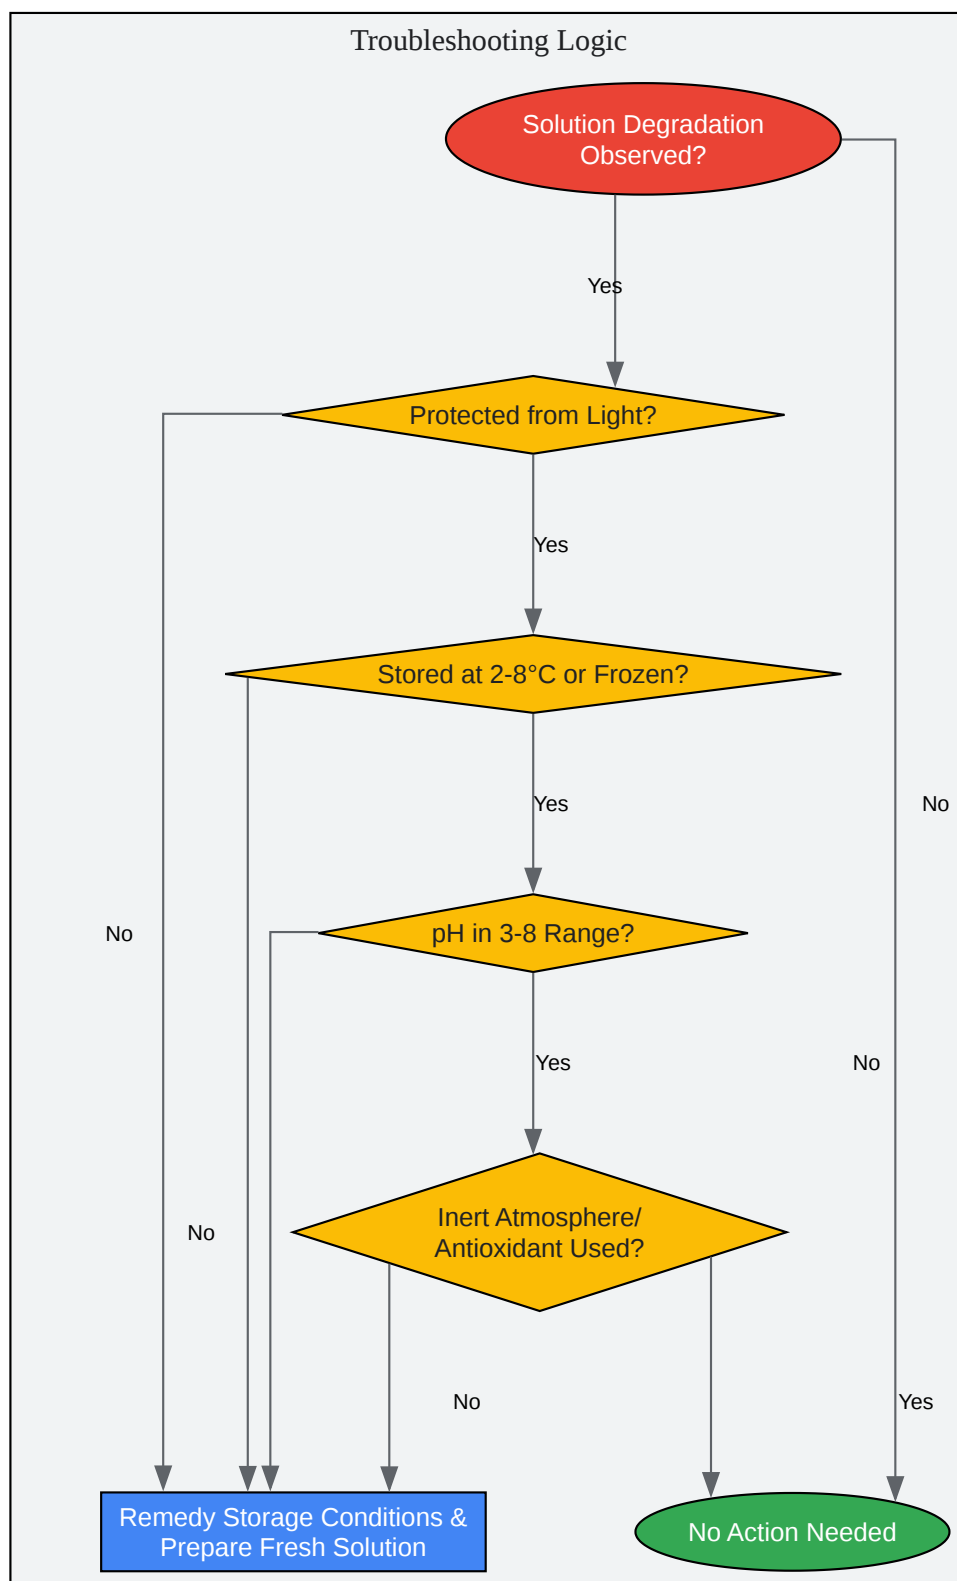 Troubleshooting Logic
Solution Degradation
Observed?
Yes
Protected from Light?
Yes
Stored at 2-8°C or Frozen?
Yes
No
No
pH in 3-8 Range?
Yes
No
Inert Atmosphere/
Antioxidant Used?
No
No
Yes
Remedy Storage Conditions &
Prepare Fresh Solution
No Action Needed